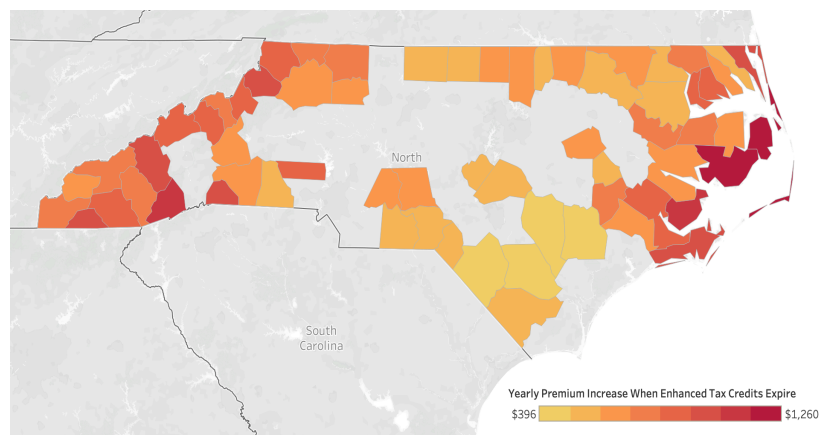 North
South
Carolina
Yearly Premium Increase When Enhanced Tax Credits Expire
$396 $1,260